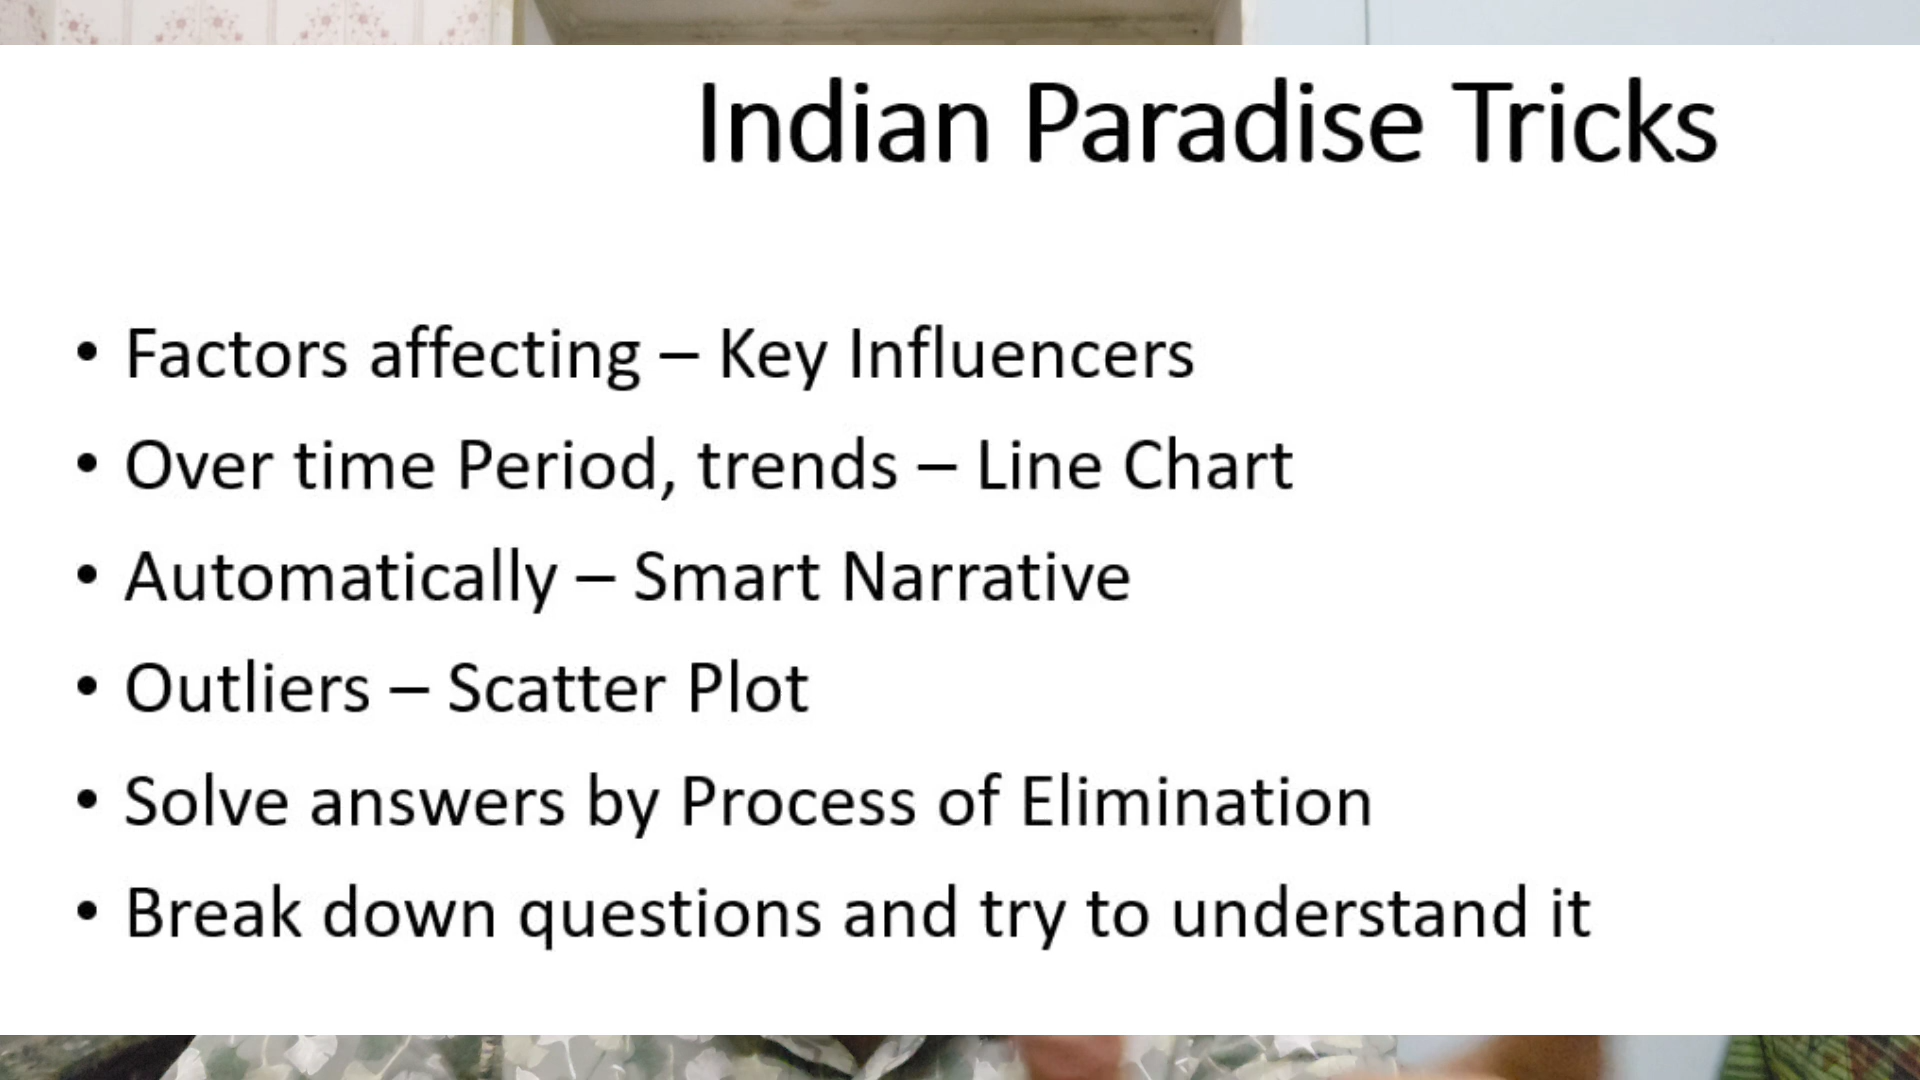 Indian Paradise Tricks
• Factors affecting – Key Influencers
• Over time Period, trends – Line Chart
• Automatically – Smart Narrative
• Outliers – Scatter Plot
• Solve answers by Process of Elimination
• Break down questions and try to understand it